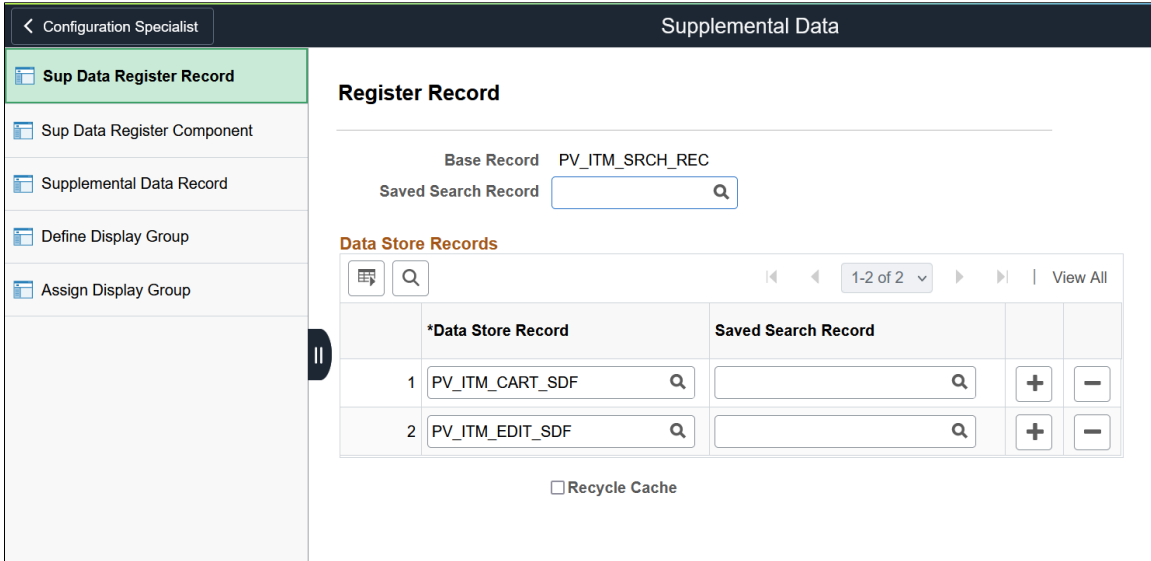 Configuration Specialist
Supplemental Data
Sup Data Register Record
Sup Data Register Component
Supplemental Data Record
Define Display Group
Assign Display Group
Register Record
Base Record PV_ITM_SRCH_REC
Saved Search Record
Data Store Records
1-2 of 2 | View All
*Data Store Record Saved Search Record
1 PV_ITM_CART_SDF
2 PV_ITM_EDIT_SDF
Recycle Cache